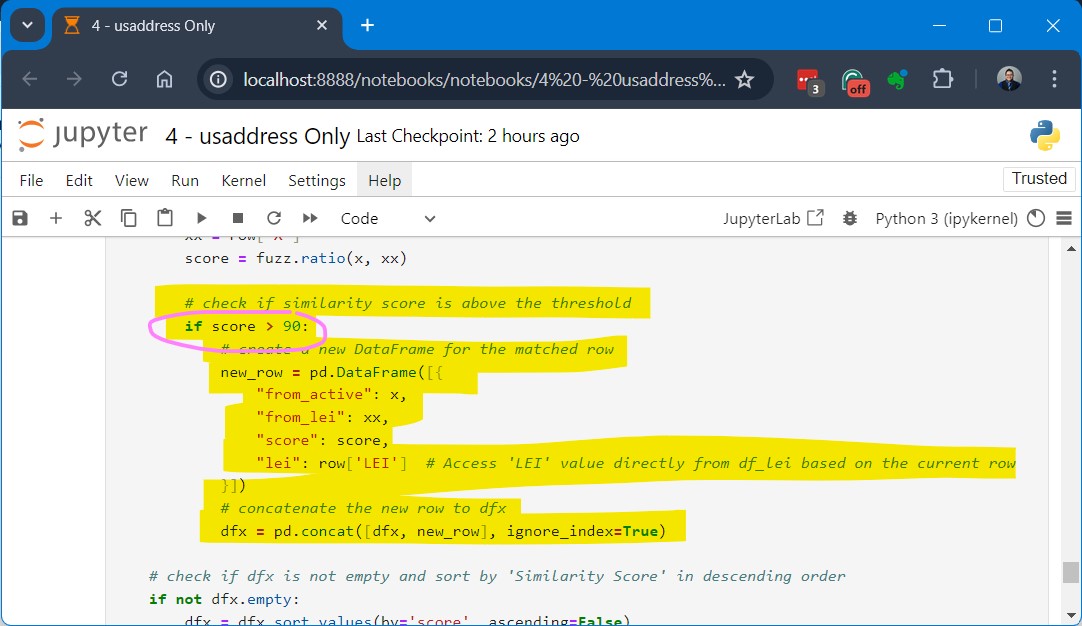 4 - usaddress Only
localhost:8888/notebooks/notebooks/4%20-%20usaddress%...
3
off
jupyter 4 - usaddress Only Last Checkpoint: 2 hours ago
File Edit View Run Kernel Settings Help
Trusted
Code
JupyterLab
Python 3 (ipykernel)
xx = row["X"]
score = fuzz.ratio(x, xx)
# check if similarity score is above the threshold
if score > 90:
# create a new DataFrame for the matched row
new_row = pd.DataFrame([{
"from_active": x,
"from_lei": xx,
"score": score,
"lei": row['LEI'] # Access 'LEI' value directly from df_lei based on the current row
}])
# concatenate the new row to dfx
dfx = pd.concat([dfx, new_row], ignore_index=True)
# check if dfx is not empty and sort by 'Similarity Score' in descending order
if not dfx.empty:
dfx = dfx.sort_values(by='score', ascending=False)